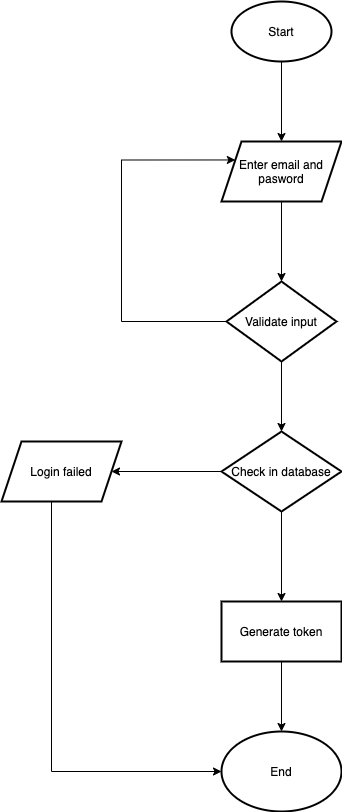 Start
Enter email and
pasword
Validate input
Check in database
Login failed
Generate token
End